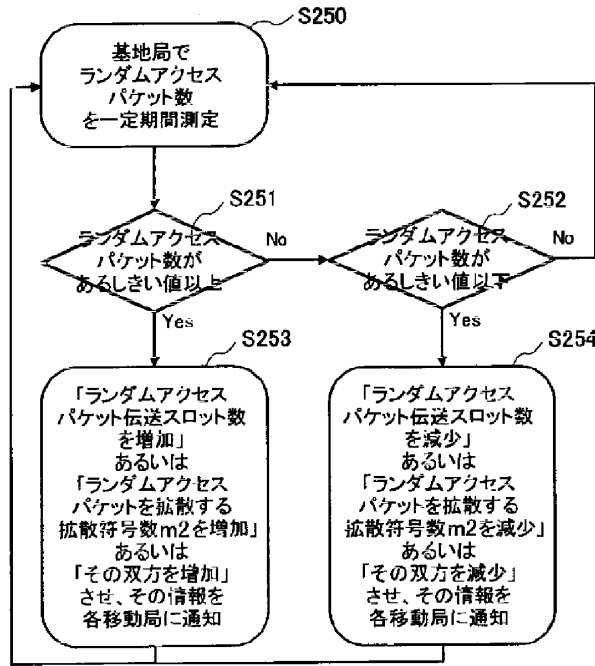 S250
基地局で
ランダムアクセス
パケット数
を一定期間測定
S251
ランダムアクセス
パケット数が
あるしきい値以上
No
Yes
S252
ランダムアクセス
パケット数が
あるしきい値以下
No
Yes
S253
「ランダムアクセス
パケット伝送スロット数
を増加」
あるいは
「ランダムアクセス
パケットを拡散する
拡散符号数m2を増加」
あるいは
「その双方を増加」
させ、その情報を
各移動局に通知
S254
「ランダムアクセス
パケット伝送スロット数
を減少」
あるいは
「ランダムアクセス
パケットを拡散する
拡散符号数m2を減少」
あるいは
「その双方を減少」
させ、その情報を
各移動局に通知